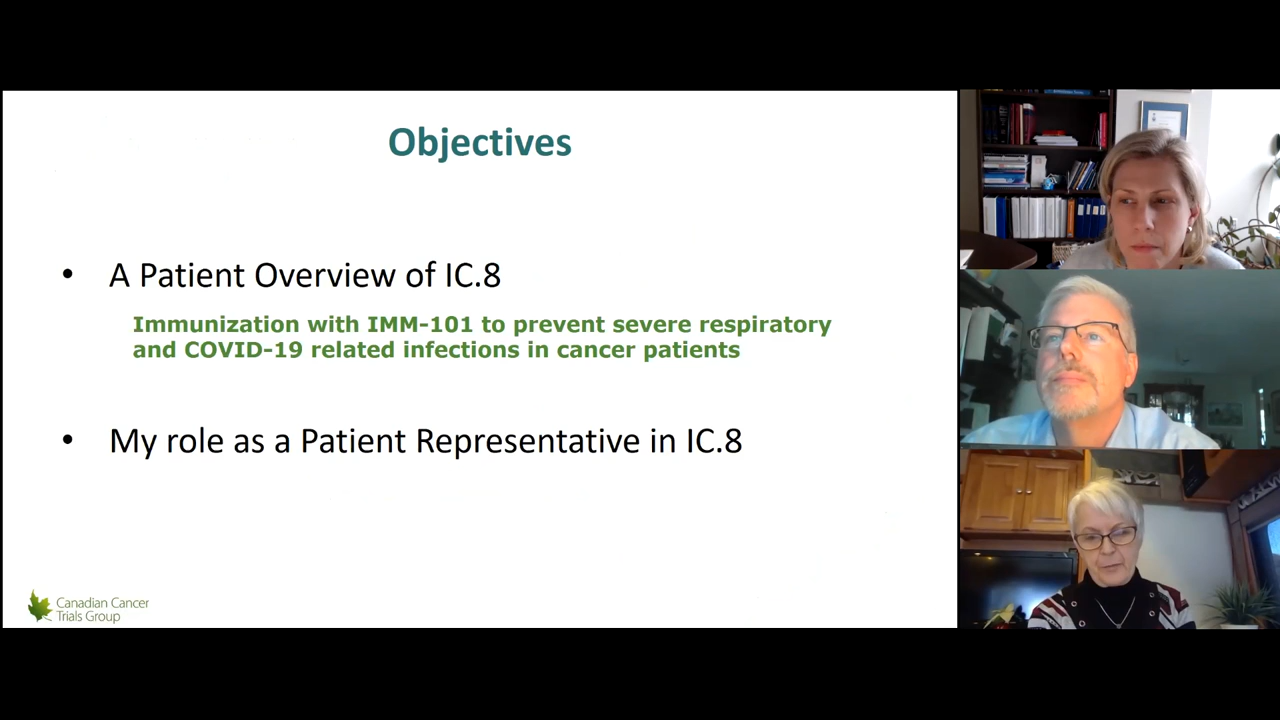 Objectives
• A Patient Overview of IC.8
Immunization with IMM-101 to prevent severe respiratory
and COVID-19 related infections in cancer patients
• My role as a Patient Representative in IC.8
Canadian Cancer
Trials Group